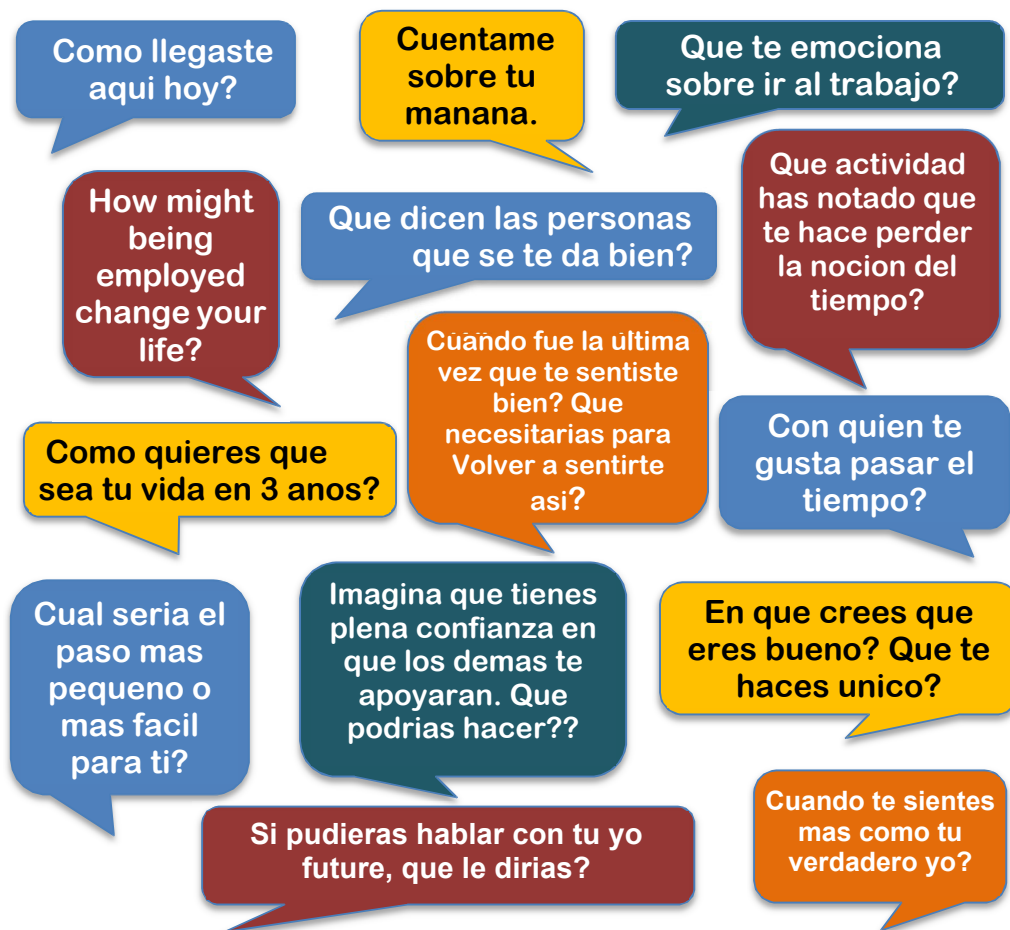 Como llegaste
aqui hoy?
Cuentame
sobre tu
manana.
Que te emociona
sobre ir al trabajo?
How might
being
employed
change your
life?
Que dicen las personas
que se te da bien?
Que actividad
has notado que
te hace perder
la nocion del
tiempo?
Como quieres que
sea tu vida en 3 anos?
Cuando fue la última
vez que te sentiste
bien? Que
necesitarias para
Volver a sentirte
asi?
Con quien te
gusta pasar el
tiempo?
Cual seria el
paso mas
pequeno o
mas facil
para ti?
Imagina que tienes
plena confianza en
que los demas te
apoyaran. Que
podrias hacer??
En que crees que
eres bueno? Que te
haces unico?
Si pudieras hablar con tu yo
future, que le dirias?
Cuando te sientes
mas como tu
verdadero yo?